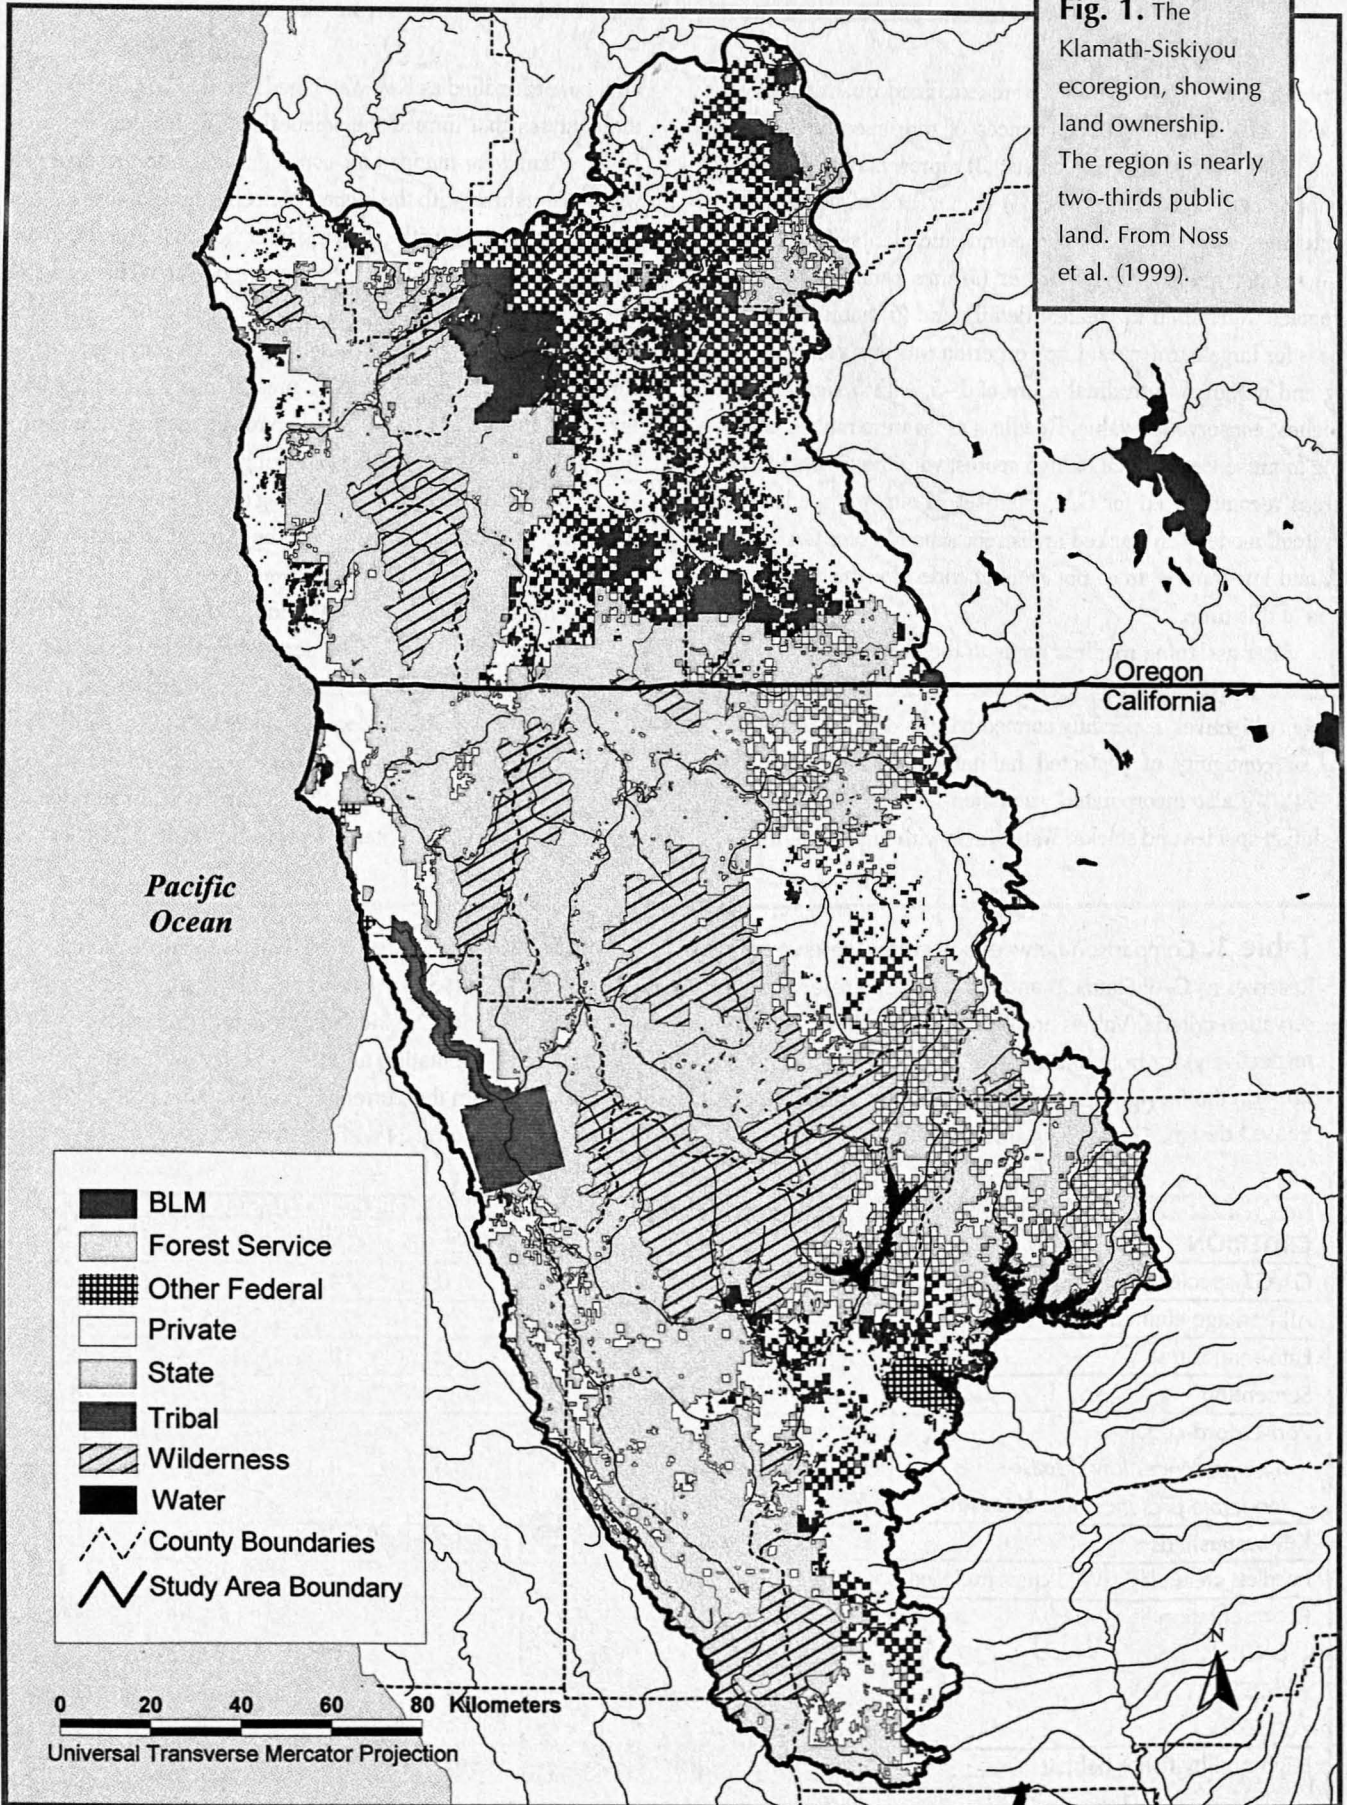 Fig. 1. The
Klamath-Siskiyou
ecoregion, showing
land ownership.
The region is nearly
two-thirds public
land. From Noss
et al. (1999).
Oregon
California
Pacific
Ocean
BLM
Forest Service
Other Federal
Private
State
Tribal
Wilderness
Water
County Boundaries
Study Area Boundary
N
0 20 40 60 80 Kilometers
Universal Transverse Mercator Projection